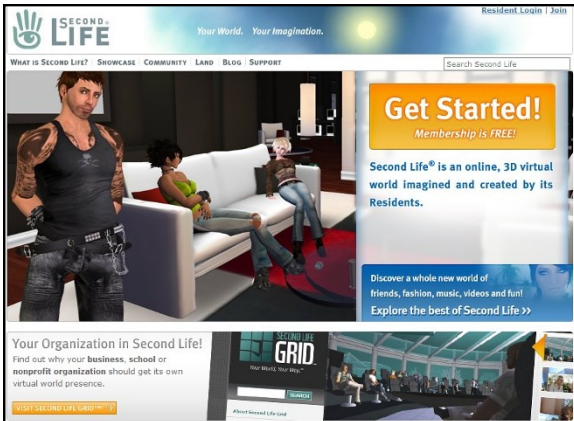 SECOND®
LIFE
Your World. Your Imagination.
Resident Login | Join
WHAT IS SECOND LIFE? | SHOWCASE | COMMUNITY | LAND | BLOG | SUPPORT
Search Second Life
Get Started!
Membership is FREE!
Second Life® is an online, 3D virtual
world imagined and created by its
Residents.
Discover a whole new world of
friends, fashion, music, videos and fun!
Explore the best of Second Life >>
Your Organization in Second Life!
Find out why your business, school or
nonprofit organization should get its own
virtual world presence.
VISIT SECOND LIFE GRID™ >
SECOND LIFE
GRID™
Your World, Your Way.™
SEARCH
About Second Life Grid